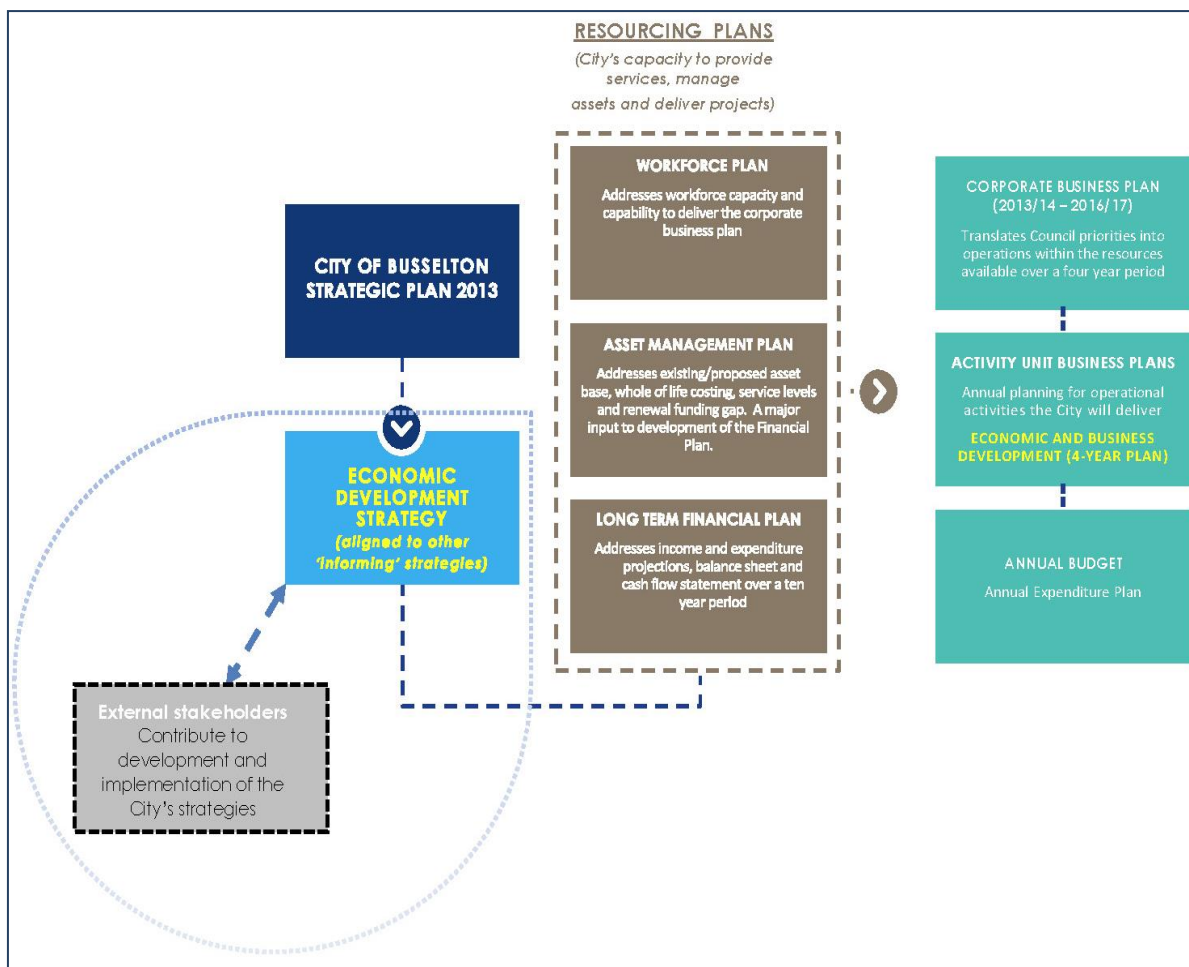 RESOURCING PLANS
(City's capacity to provide
services, manage
assets and deliver projects)
CITY OF BUSSELTON
STRATEGIC PLAN 2013
ECONOMIC
DEVELOPMENT
STRATEGY
(aligned to other
'informing' strategies)
External stakeholders
Contribute to
development and
implementation of the
City's strategies
WORKFORCE PLAN
Addresses workforce capacity and
capability to deliver the corporate
business plan
ASSET MANAGEMENT PLAN
Addresses existing/proposed asset
base, whole of life costing, service levels
and renewal funding gap. A major
input to development of the Financial
Plan.
LONG TERM FINANCIAL PLAN
Addresses income and expenditure
projections, balance sheet and
cash flow statement over a ten
year period
CORPORATE BUSINESS PLAN
(2013/14 – 2016/17)
Translates Council priorities into
operations within the resources
available over a four year period
ACTIVITY UNIT BUSINESS PLANS
Annual planning for operational
activities the City will deliver
ECONOMIC AND BUSINESS
DEVELOPMENT (4-YEAR PLAN)
ANNUAL BUDGET
Annual Expenditure Plan